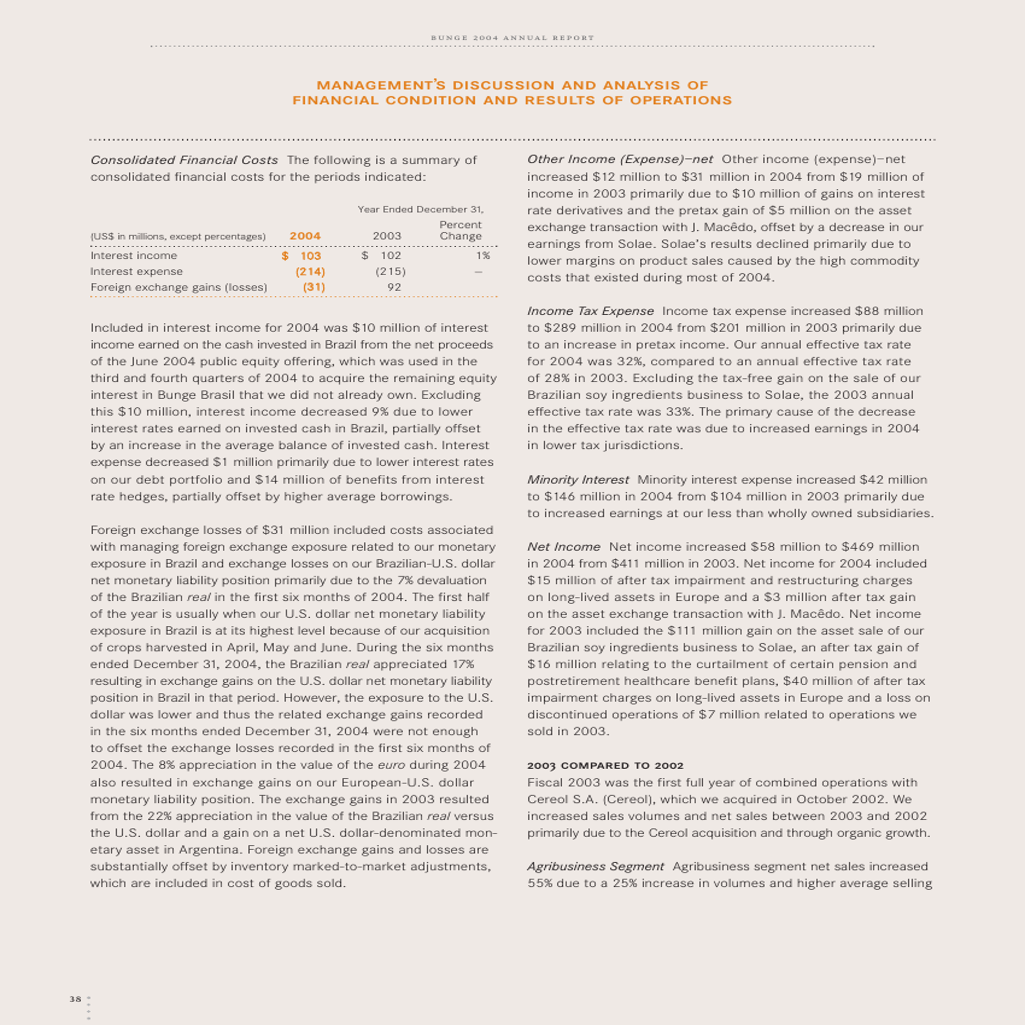 BUNGE 2004 ANNUAL REPORT
MANAGEMENT'S DISCUSSION AND ANALYSIS OF
FINANCIAL CONDITION AND RESULTS OF OPERATIONS
Consolidated Financial Costs The following is a summary of
consolidated financial costs for the periods indicated:
Year Ended December 31,
Percent
(US$ in millions, except percentages) 2004 2003 Change
Interest income $ 103 $ 102 1%
Interest expense (214) (215) –
Foreign exchange gains (losses) (31) 92
Included in interest income for 2004 was $10 million of interest
income earned on the cash invested in Brazil from the net proceeds
of the June 2004 public equity offering, which was used in the
third and fourth quarters of 2004 to acquire the remaining equity
interest in Bunge Brasil that we did not already own. Excluding
this $10 million, interest income decreased 9% due to lower
interest rates earned on invested cash in Brazil, partially offset
by an increase in the average balance of invested cash. Interest
expense decreased $1 million primarily due to lower interest rates
on our debt portfolio and $14 million of benefits from interest
rate hedges, partially offset by higher average borrowings.
Foreign exchange losses of $31 million included costs associated
with managing foreign exchange exposure related to our monetary
exposure in Brazil and exchange losses on our Brazilian-U.S. dollar
net monetary liability position primarily due to the 7% devaluation
of the Brazilian real in the first six months of 2004. The first half
of the year is usually when our U.S. dollar net monetary liability
exposure in Brazil is at its highest level because of our acquisition
of crops harvested in April, May and June. During the six months
ended December 31, 2004, the Brazilian real appreciated 17%
resulting in exchange gains on the U.S. dollar net monetary liability
position in Brazil in that period. However, the exposure to the U.S.
dollar was lower and thus the related exchange gains recorded
in the six months ended December 31, 2004 were not enough
to offset the exchange losses recorded in the first six months of
2004. The 8% appreciation in the value of the euro during 2004
also resulted in exchange gains on our European-U.S. dollar
monetary liability position. The exchange gains in 2003 resulted
from the 22% appreciation in the value of the Brazilian real versus
the U.S. dollar and a gain on a net U.S. dollar-denominated mon-
etary asset in Argentina. Foreign exchange gains and losses are
substantially offset by inventory marked-to-market adjustments,
which are included in cost of goods sold.
Other Income (Expense)–net Other income (expense)–net
increased $12 million to $31 million in 2004 from $19 million of
income in 2003 primarily due to $10 million of gains on interest
rate derivatives and the pretax gain of $5 million on the asset
exchange transaction with J. Macêdo, offset by a decrease in our
earnings from Solae. Solae's results declined primarily due to
lower margins on product sales caused by the high commodity
costs that existed during most of 2004.
Income Tax Expense Income tax expense increased $88 million
to $289 million in 2004 from $201 million in 2003 primarily due
to an increase in pretax income. Our annual effective tax rate
for 2004 was 32%, compared to an annual effective tax rate
of 28% in 2003. Excluding the tax-free gain on the sale of our
Brazilian soy ingredients business to Solae, the 2003 annual
effective tax rate was 33%. The primary cause of the decrease
in the effective tax rate was due to increased earnings in 2004
in lower tax jurisdictions.
Minority Interest Minority interest expense increased $42 million
to $146 million in 2004 from $104 million in 2003 primarily due
to increased earnings at our less than wholly owned subsidiaries.
Net Income Net income increased $58 million to $469 million
in 2004 from $411 million in 2003. Net income for 2004 included
$15 million of after tax impairment and restructuring charges
on long-lived assets in Europe and a $3 million after tax gain
on the asset exchange transaction with J. Macêdo. Net income
for 2003 included the $111 million gain on the asset sale of our
Brazilian soy ingredients business to Solae, an after tax gain of
$16 million relating to the curtailment of certain pension and
postretirement healthcare benefit plans, $40 million of after tax
impairment charges on long-lived assets in Europe and a loss on
discontinued operations of $7 million related to operations we
sold in 2003.
2003 COMPARED TO 2002
Fiscal 2003 was the first full year of combined operations with
Cereol S.A. (Cereol), which we acquired in October 2002. We
increased sales volumes and net sales between 2003 and 2002
primarily due to the Cereol acquisition and through organic growth.
Agribusiness Segment Agribusiness segment net sales increased
55% due to a 25% increase in volumes and higher average selling
38